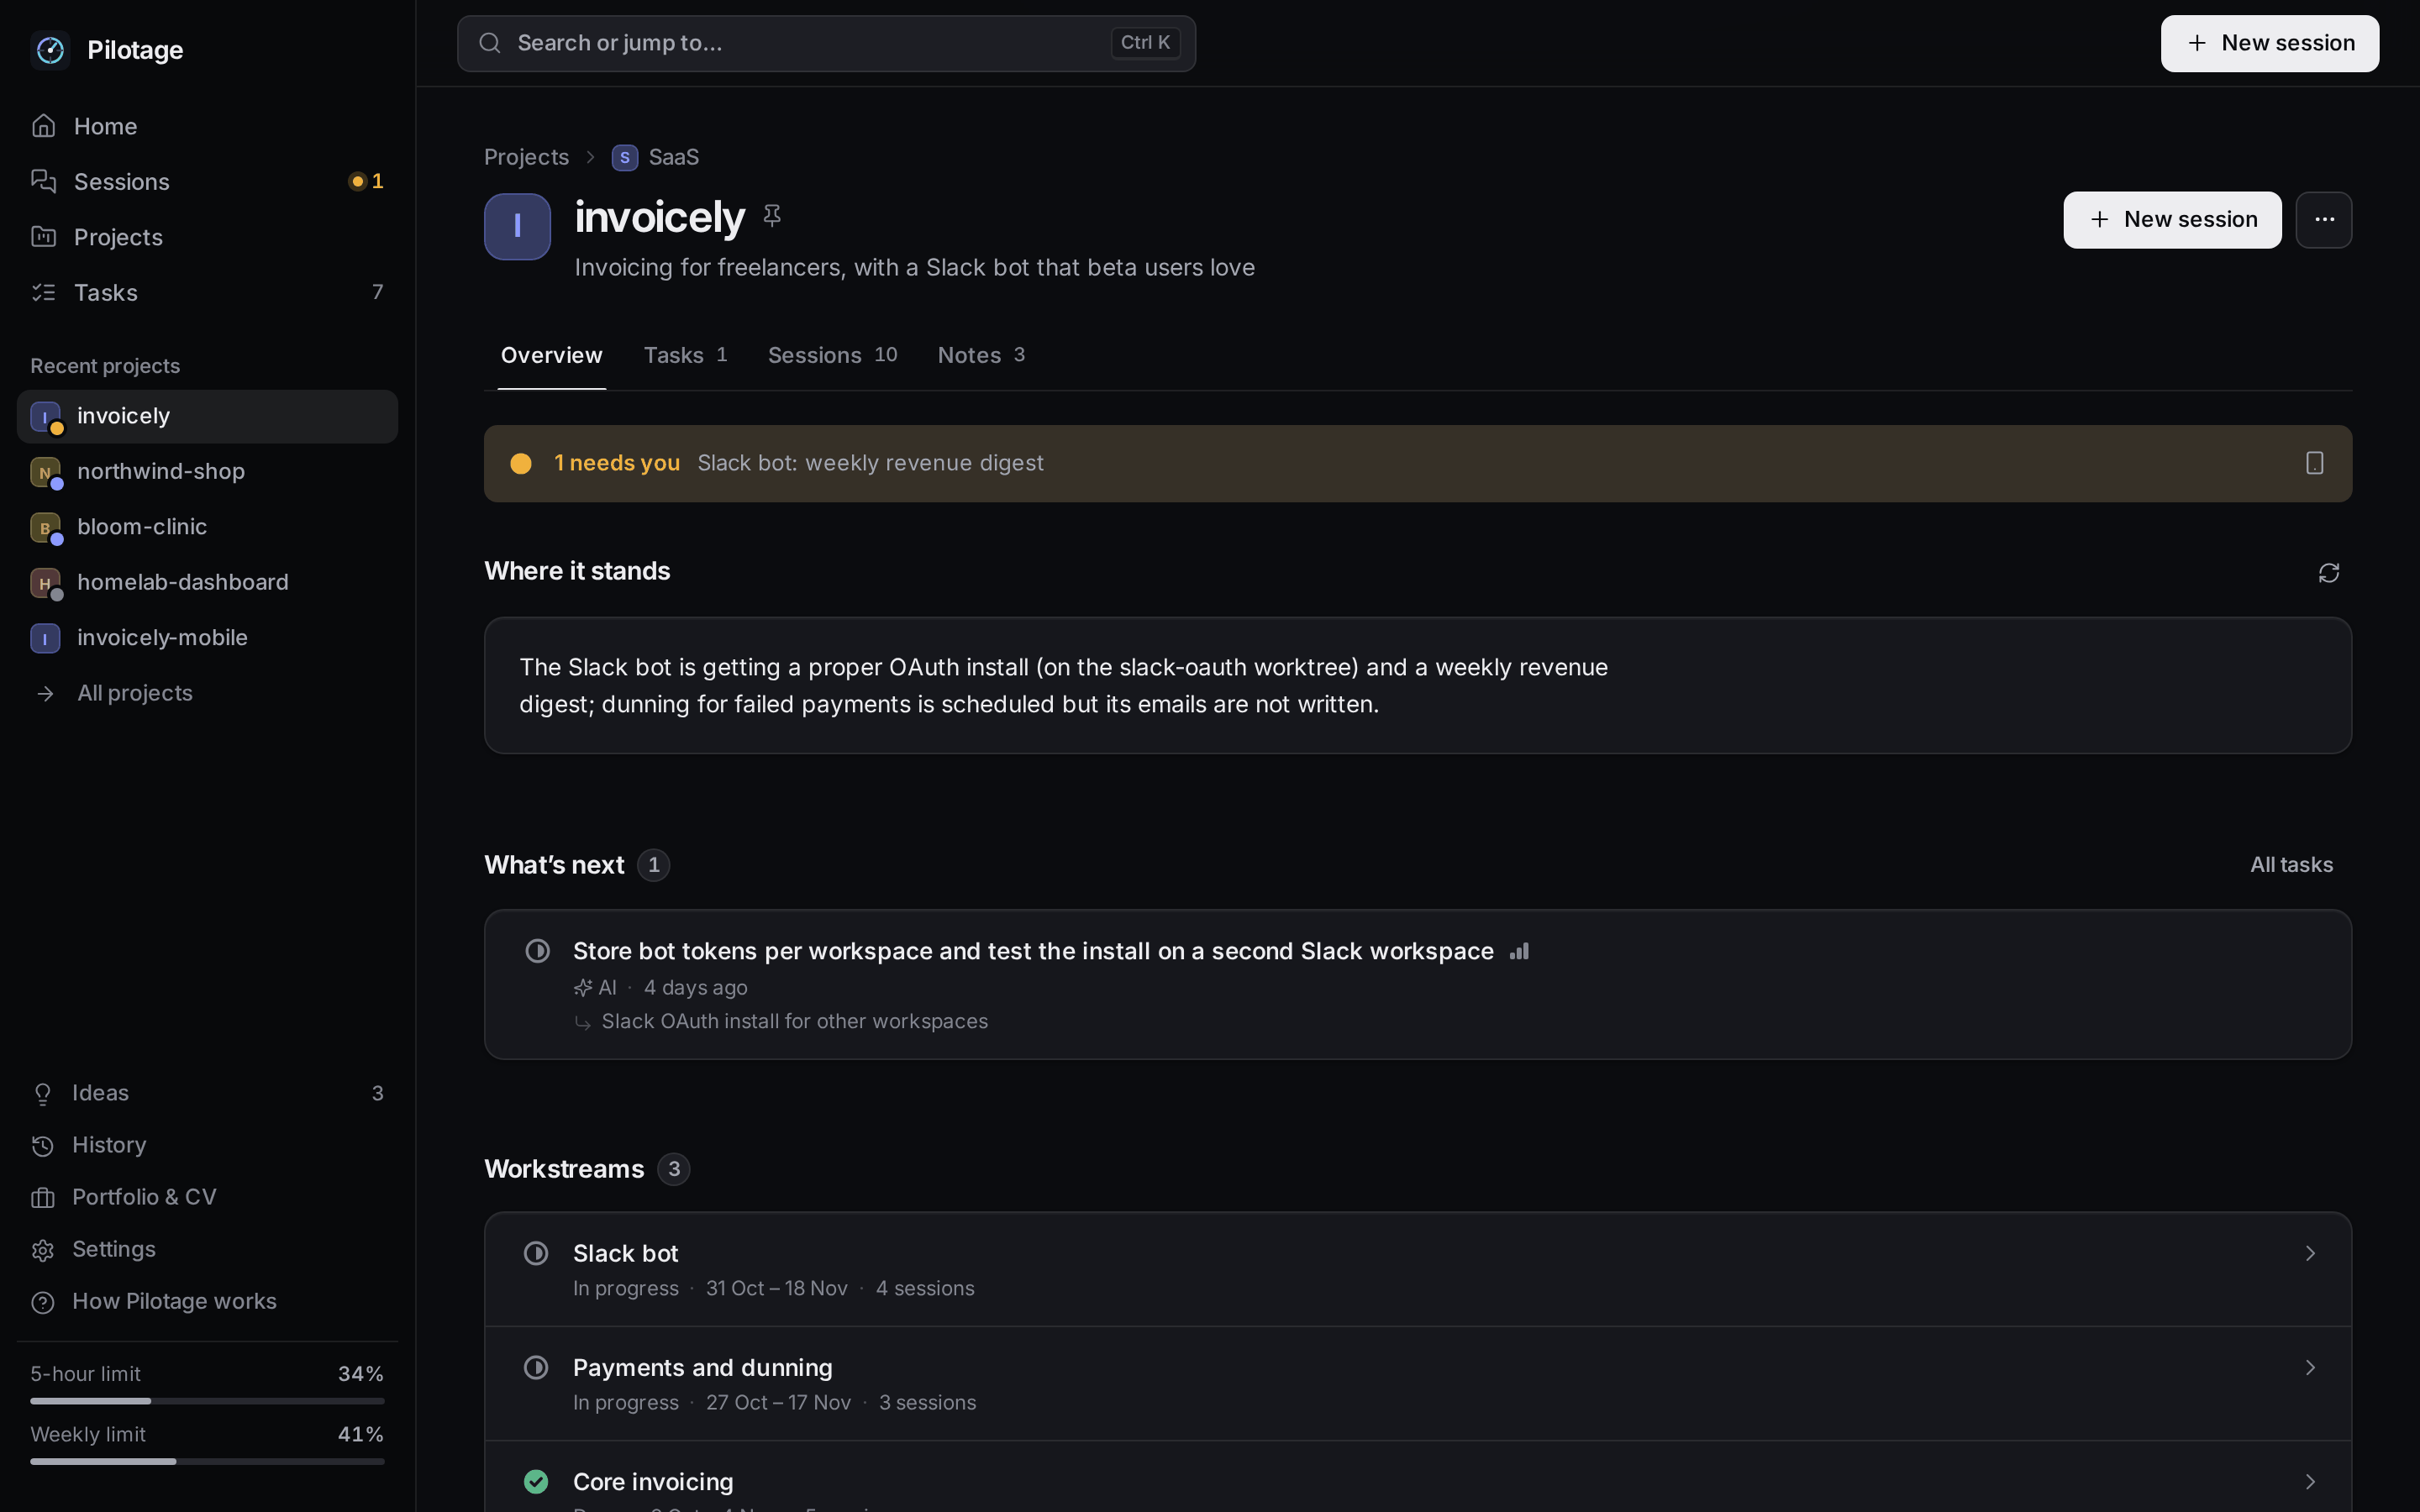 Pilotage
Home
Sessions 1
Projects
Tasks 7
Recent projects
I invoicely
N northwind-shop
B bloom-clinic
H homelab-dashboard
I invoicely-mobile
All projects
Ideas 3
History
Portfolio & CV
Settings
How Pilotage works
5-hour limit 34%
Weekly limit 41%
Search or jump to... Ctrl K
New session
Projects S SaaS
I invoicely
New session
Invoicing for freelancers, with a Slack bot that beta users love
Overview Tasks 1 Sessions 10 Notes 3
1 needs you Slack bot: weekly revenue digest
Where it stands
The Slack bot is getting a proper OAuth install (on the slack-oauth worktree) and a weekly revenue
digest; dunning for failed payments is scheduled but its emails are not written.
What’s next 1 All tasks
Store bot tokens per workspace and test the install on a second Slack workspace
AI · 4 days ago
Slack OAuth install for other workspaces
Workstreams 3
Slack bot
In progress · 31 Oct – 18 Nov · 4 sessions
Payments and dunning
In progress · 27 Oct – 17 Nov · 3 sessions
Core invoicing